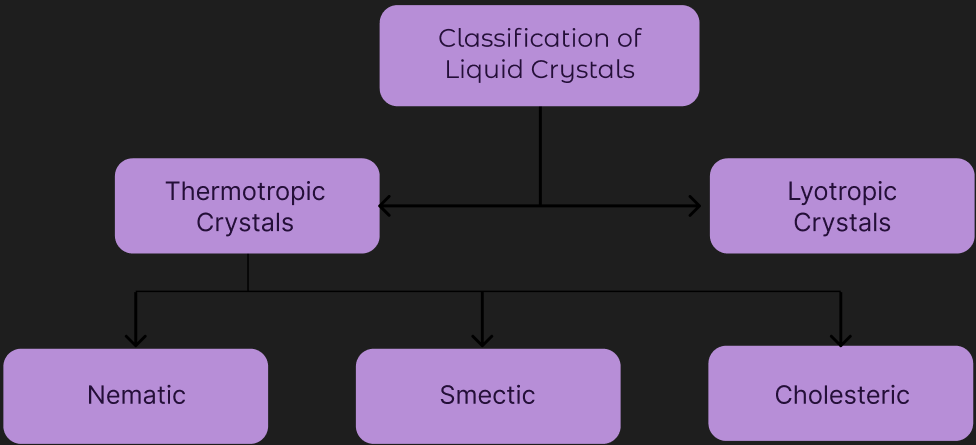 Classification of
Liquid Crystals
Thermotropic
Crystals
Lyotropic
Crystals
Nematic
Smectic
Cholesteric